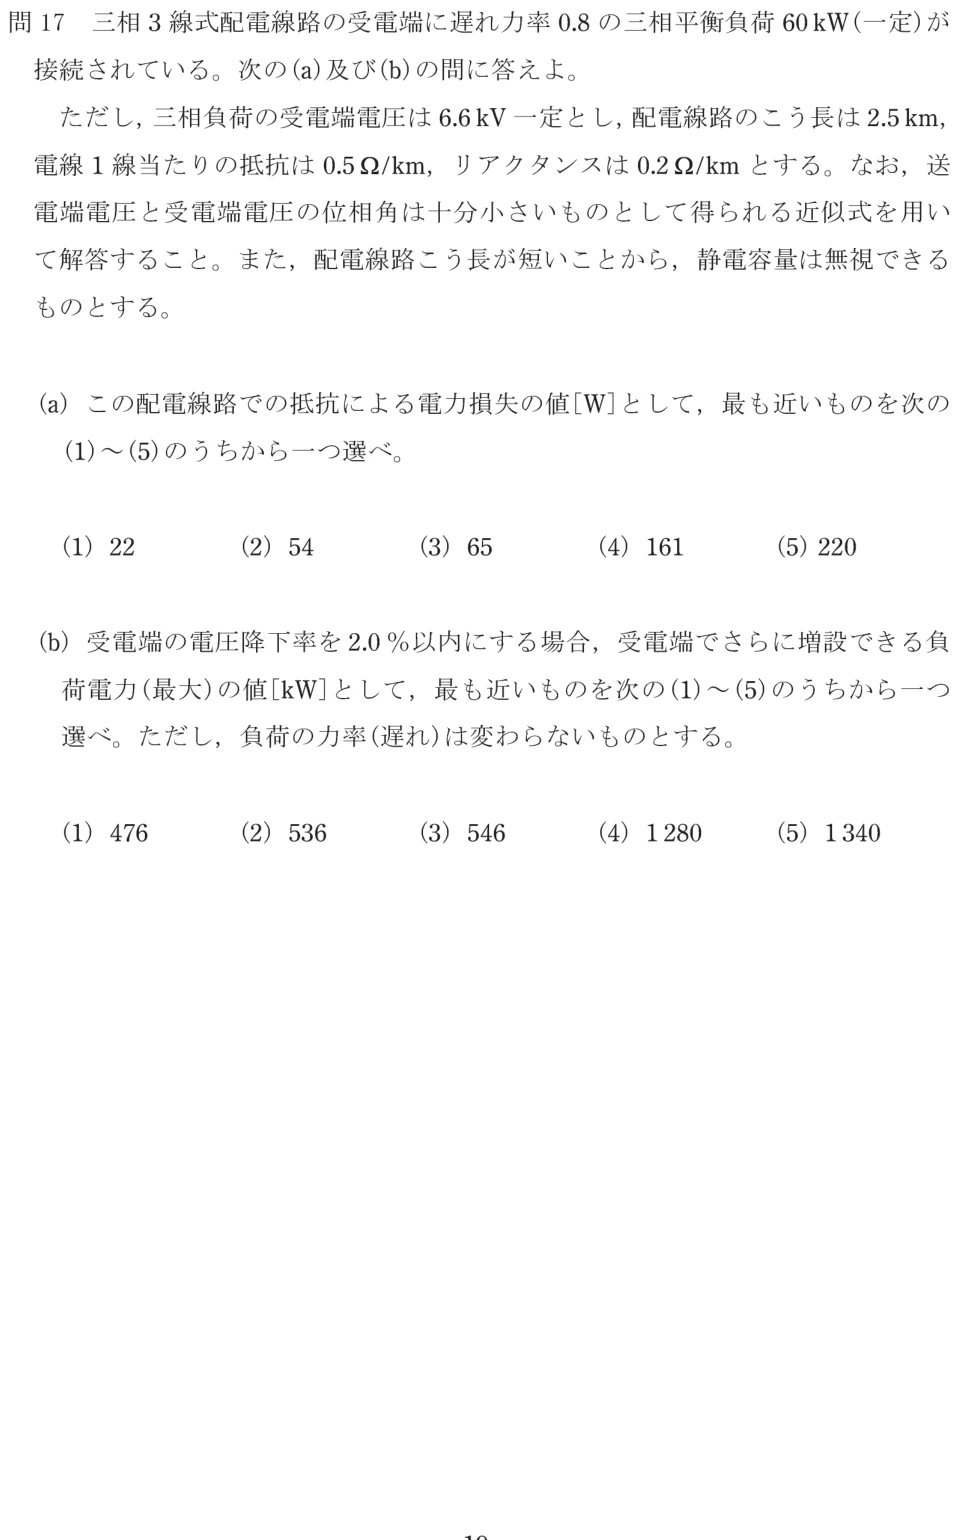 問 17 三相 3 線式配電線路の受電端に遅れ力率 0.8 の三相平衡負荷 60 kW(一定)が
接続されている。次の(a)及び(b)の問に答えよ。
ただし, 三相負荷の受電端電圧は 6.6 kV 一定とし, 配電線路のこう長は 2.5 km,
電線 1 線当たりの抵抗は 0.5 Ω/km, リアクタンスは 0.2 Ω/km とする。なお, 送
電端電圧と受電端電圧の位相角は十分小さいものとして得られる近似式を用い
て解答すること。また, 配電線路こう長が短いことから, 静電容量は無視できる
ものとする。
(a) この配電線路での抵抗による電力損失の値[W]として, 最も近いものを次の
(1)~(5)のうちから一つ選べ。
(1) 22 (2) 54 (3) 65 (4) 161 (5) 220
(b) 受電端の電圧降下率を 2.0 %以内にする場合, 受電端でさらに増設できる負
荷電力(最大)の値[kW]として, 最も近いものを次の(1)~(5)のうちから一つ
選べ。ただし, 負荷の力率(遅れ)は変わらないものとする。
(1) 476 (2) 536 (3) 546 (4) 1 280 (5) 1 340